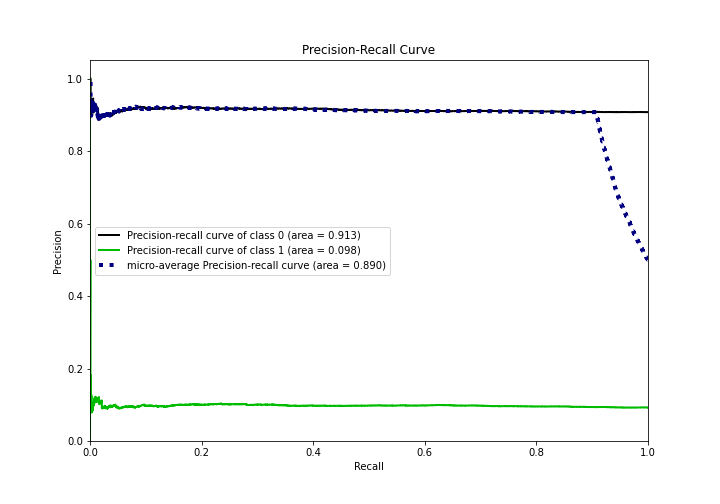 Precision-Recall Curve
1.0
0.8
0.6
0.4
0.2
0.0
Precision
Precision-recall curve of class 0 (area = 0.913)
Precision-recall curve of class 1 (area = 0.098)
micro-average Precision-recall curve (area = 0.890)
0.0 0.2 0.4 0.6 0.8 1.0
Recall